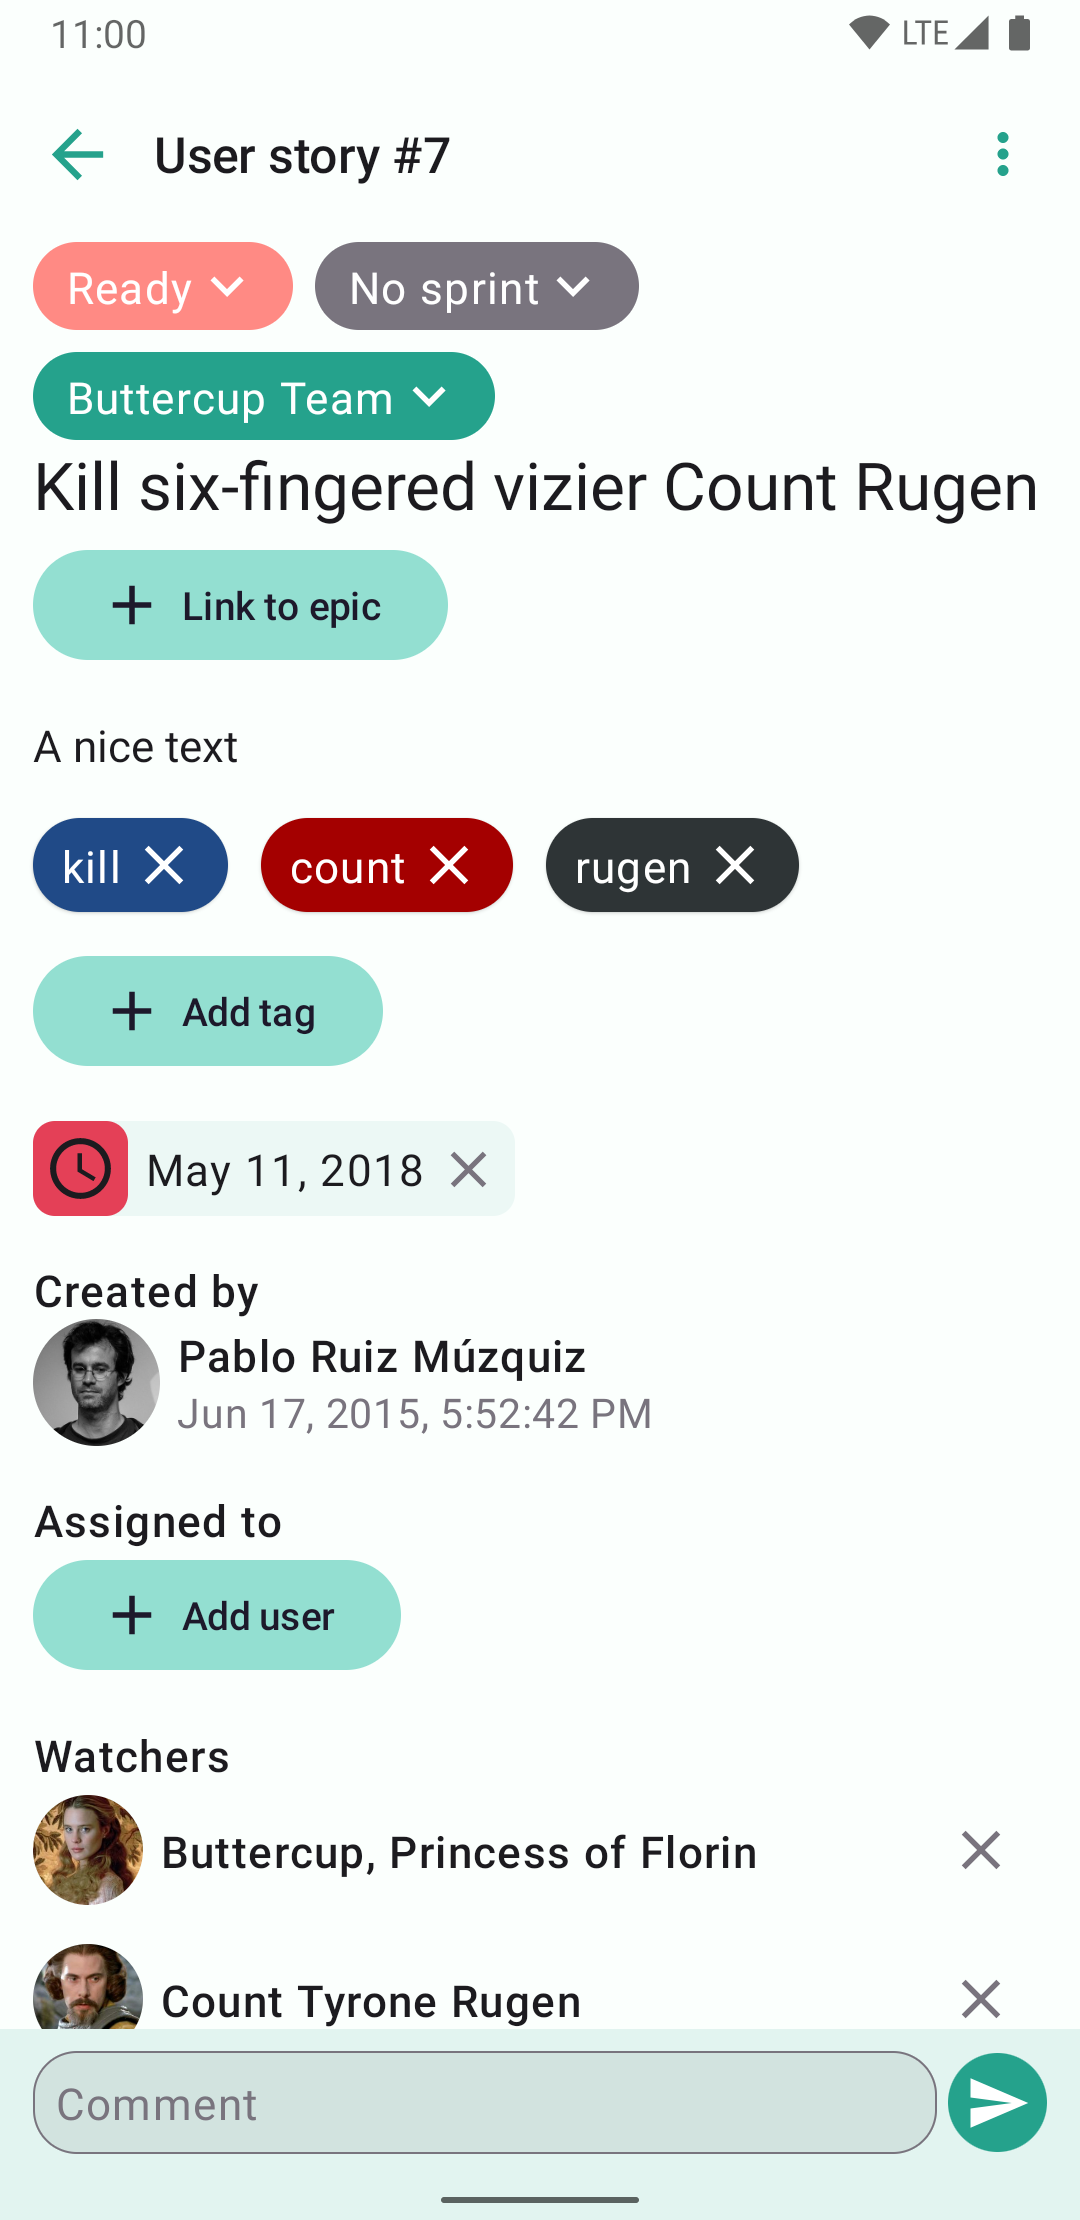 11:00 LTE
User story #7
Ready No sprint
Buttercup Team
Kill six-fingered vizier Count Rugen
Link to epic
A nice text
kill count rugen
Add tag
May 11, 2018
Created by
Pablo Ruiz Múzquiz
Jun 17, 2015, 5:52:42 PM
Assigned to
Add user
Watchers
Buttercup, Princess of Florin
Count Tyrone Rugen
Comment